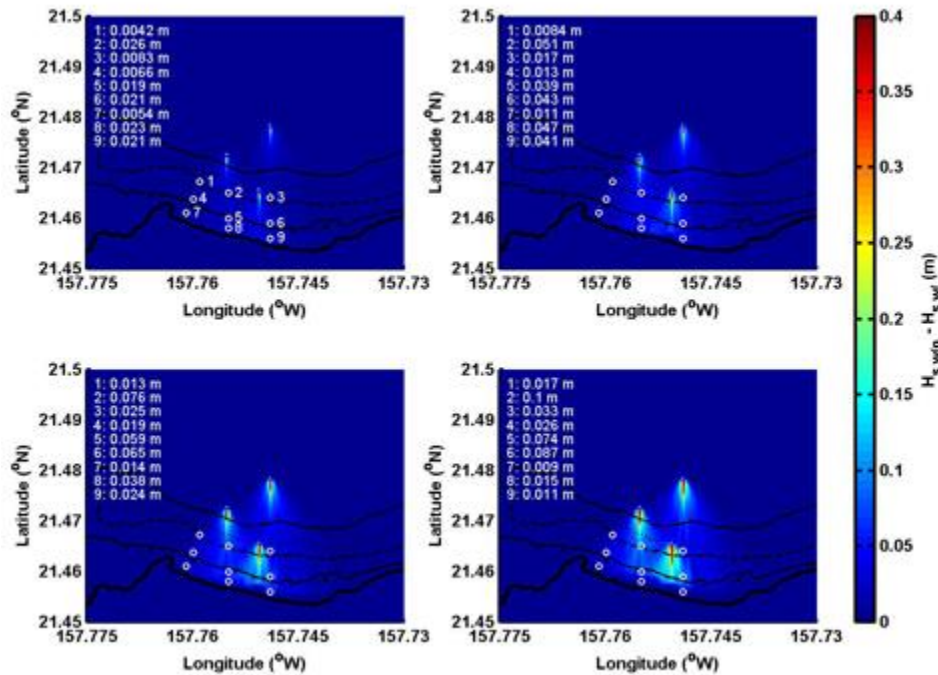 21.5
21.49
21.48
21.47
21.46
21.45
Latitude (°N)
1: 0.0042 m
2: 0.026 m
3: 0.0083 m
4: 0.0066 m
5: 0.019 m
6: 0.021 m
7: 0.0054 m
8: 0.023 m
9: 0.021 m
1
2
3
4
5
6
7
8
9
157.775
157.76
157.745
157.73
Longitude (°W)
21.5
21.49
21.48
21.47
21.46
21.45
Latitude (°N)
1: 0.0084 m
2: 0.051 m
3: 0.017 m
4: 0.013 m
5: 0.039 m
6: 0.043 m
7: 0.011 m
8: 0.047 m
9: 0.041 m
157.775
157.76
157.745
157.73
Longitude (°W)
21.5
21.49
21.48
21.47
21.46
21.45
Latitude (°N)
1: 0.013 m
2: 0.076 m
3: 0.025 m
4: 0.019 m
5: 0.059 m
6: 0.065 m
7: 0.014 m
8: 0.038 m
9: 0.024 m
157.775
157.76
157.745
157.73
Longitude (°W)
21.5
21.49
21.48
21.47
21.46
21.45
Latitude (°N)
1: 0.017 m
2: 0.1 m
3: 0.033 m
4: 0.026 m
5: 0.074 m
6: 0.087 m
7: 0.009 m
8: 0.015 m
9: 0.011 m
157.775
157.76
157.745
157.73
Longitude (°W)
0.4
0.35
0.3
0.25
0.2
0.15
0.1
0.05
0
(m)